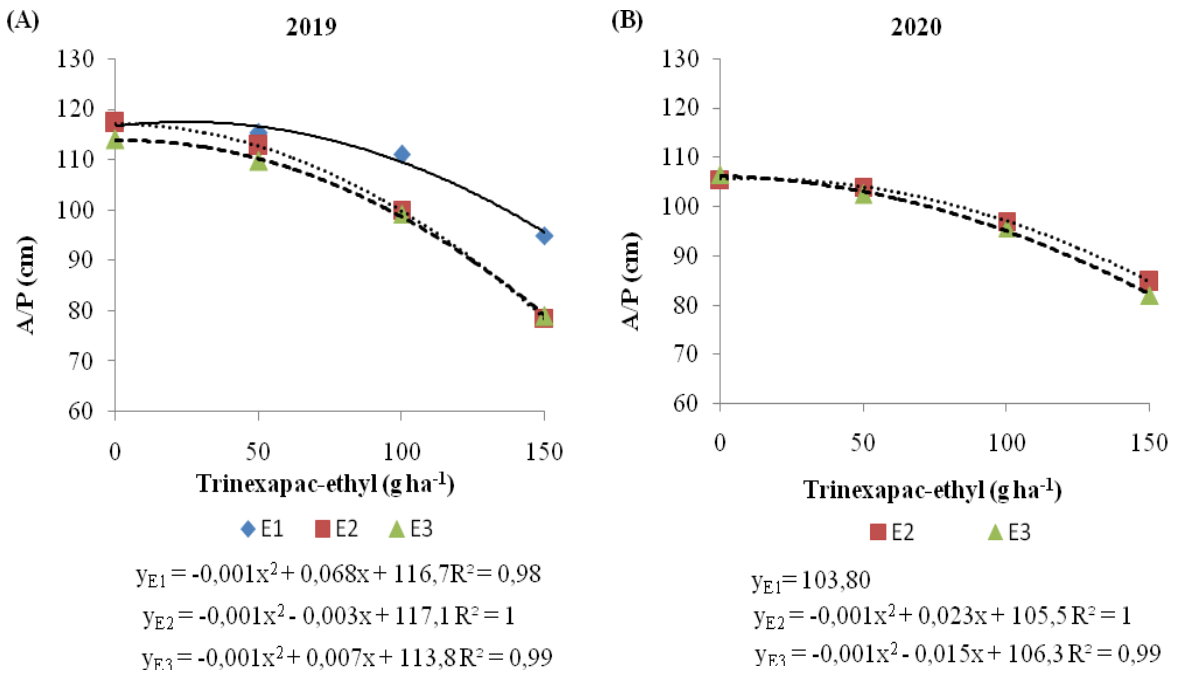 (A)
2019
130
120
110
100
90
80
70
60
A/P (cm)
0 50 100 150
Trinexapac-ethyl (g ha⁻¹)
E1 E2 E3
yE1 = -0,001x² + 0,068x + 116,7R² = 0,98
yE2 = -0,001x² - 0,003x + 117,1 R² = 1
yE3 = -0,001x² + 0,007x + 113,8 R² = 0,99
(B)
2020
130
120
110
100
90
80
70
60
A/P (cm)
0 50 100 150
Trinexapac-ethyl (g ha⁻¹)
E2 E3
yE1 = 103,80
yE2 = -0,001x² + 0,023x + 105,5 R² = 1
yE3 = -0,001x² - 0,015x + 106,3 R² = 0,99